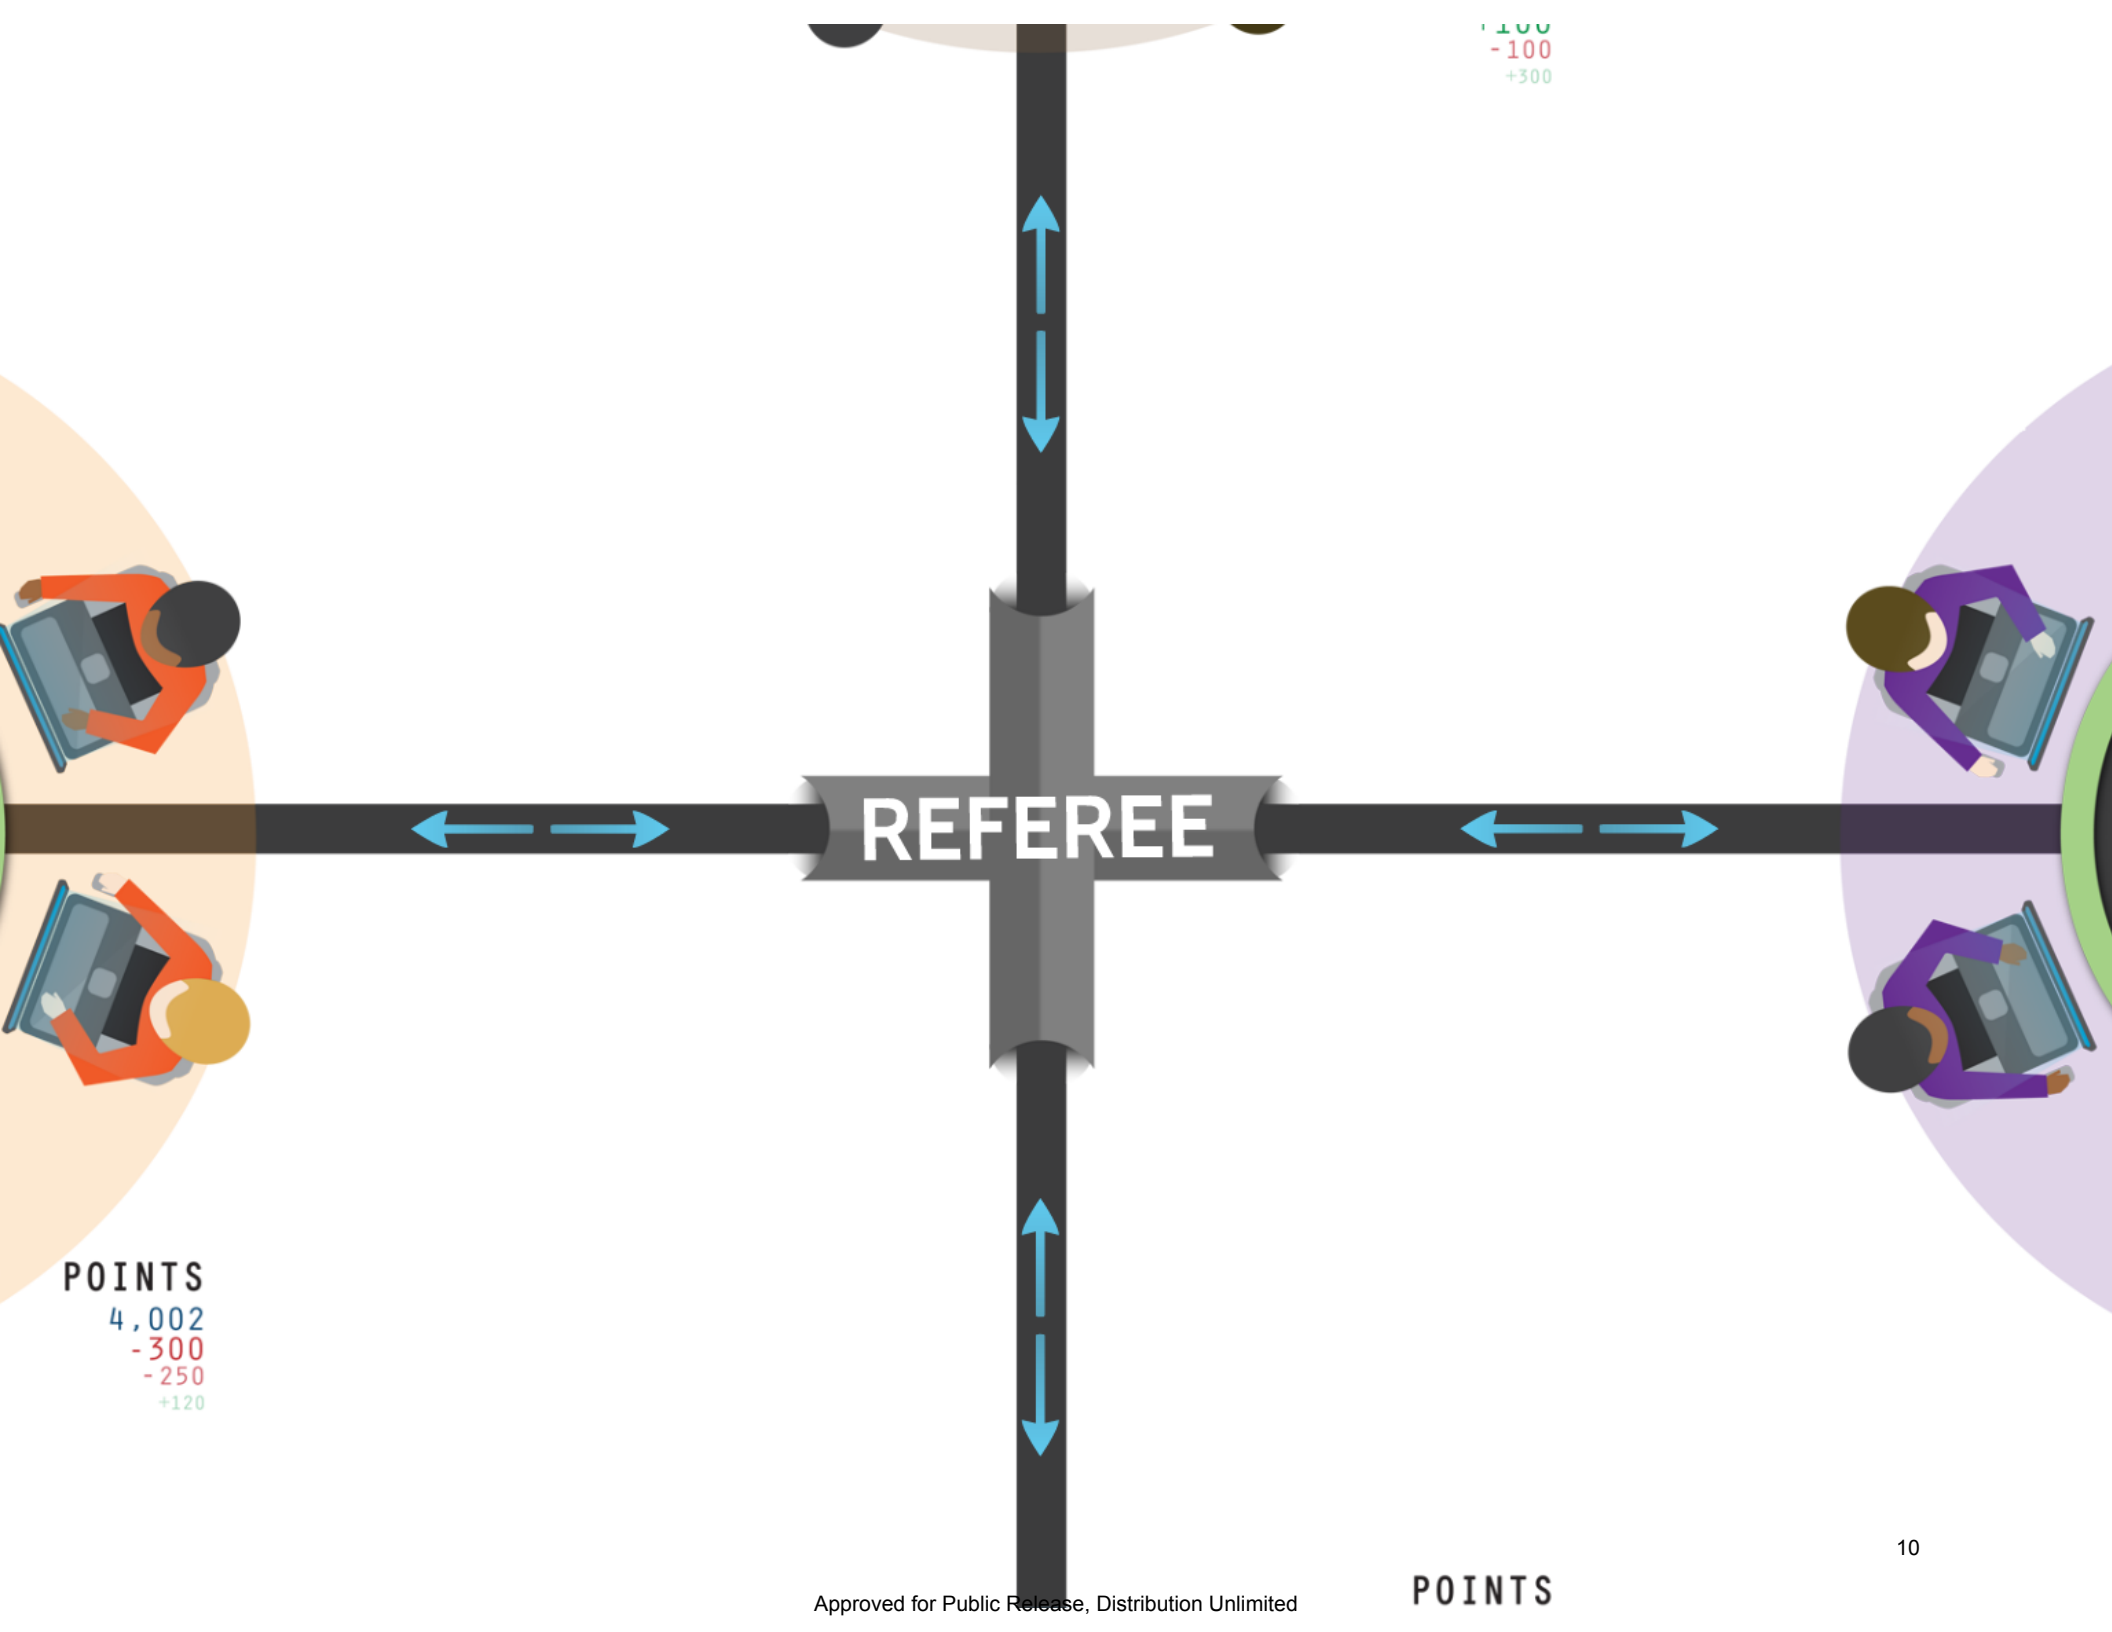 -100
+300
REFEREE
POINTS
4,002
-300
-250
+120
10
POINTS
Approved for Public Release, Distribution Unlimited